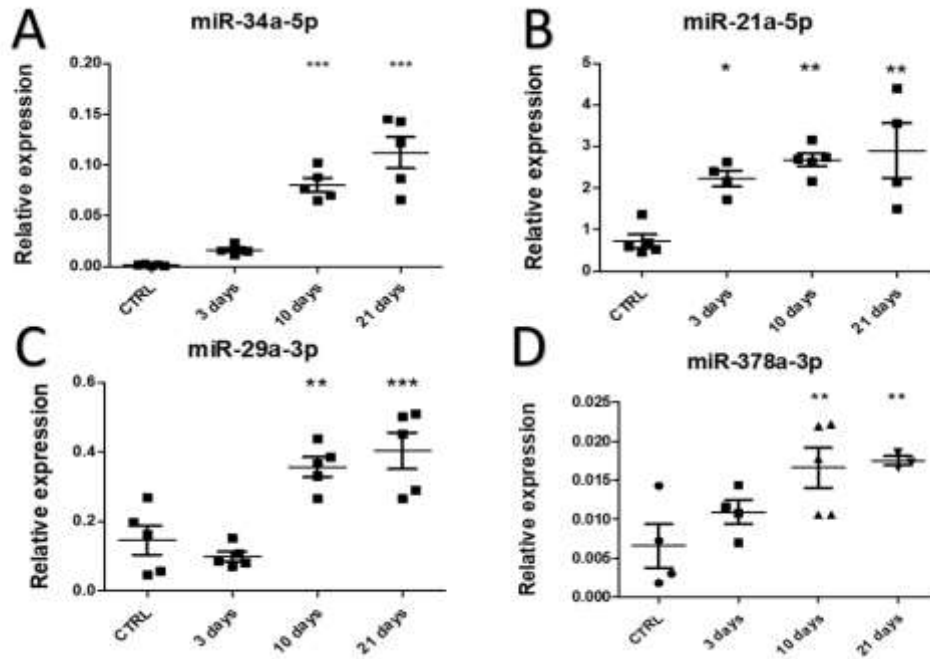 A
miR-34a-5p
Relative expression
0.20
0.15
0.10
0.05
0.00
*** ***
CTRL 3 days 10 days 21 days
B
miR-21a-5p
Relative expression
5
4
3
2
1
0
* ** **
CTRL 3 days 10 days 21 days
C
miR-29a-3p
Relative expression
0.6
0.4
0.2
0.0
** ***
CTRL 3 days 10 days 21 days
D
miR-378a-3p
Relative expression
0.025
0.020
0.015
0.010
0.005
0.000
** **
CTRL 3 days 10 days 21 days